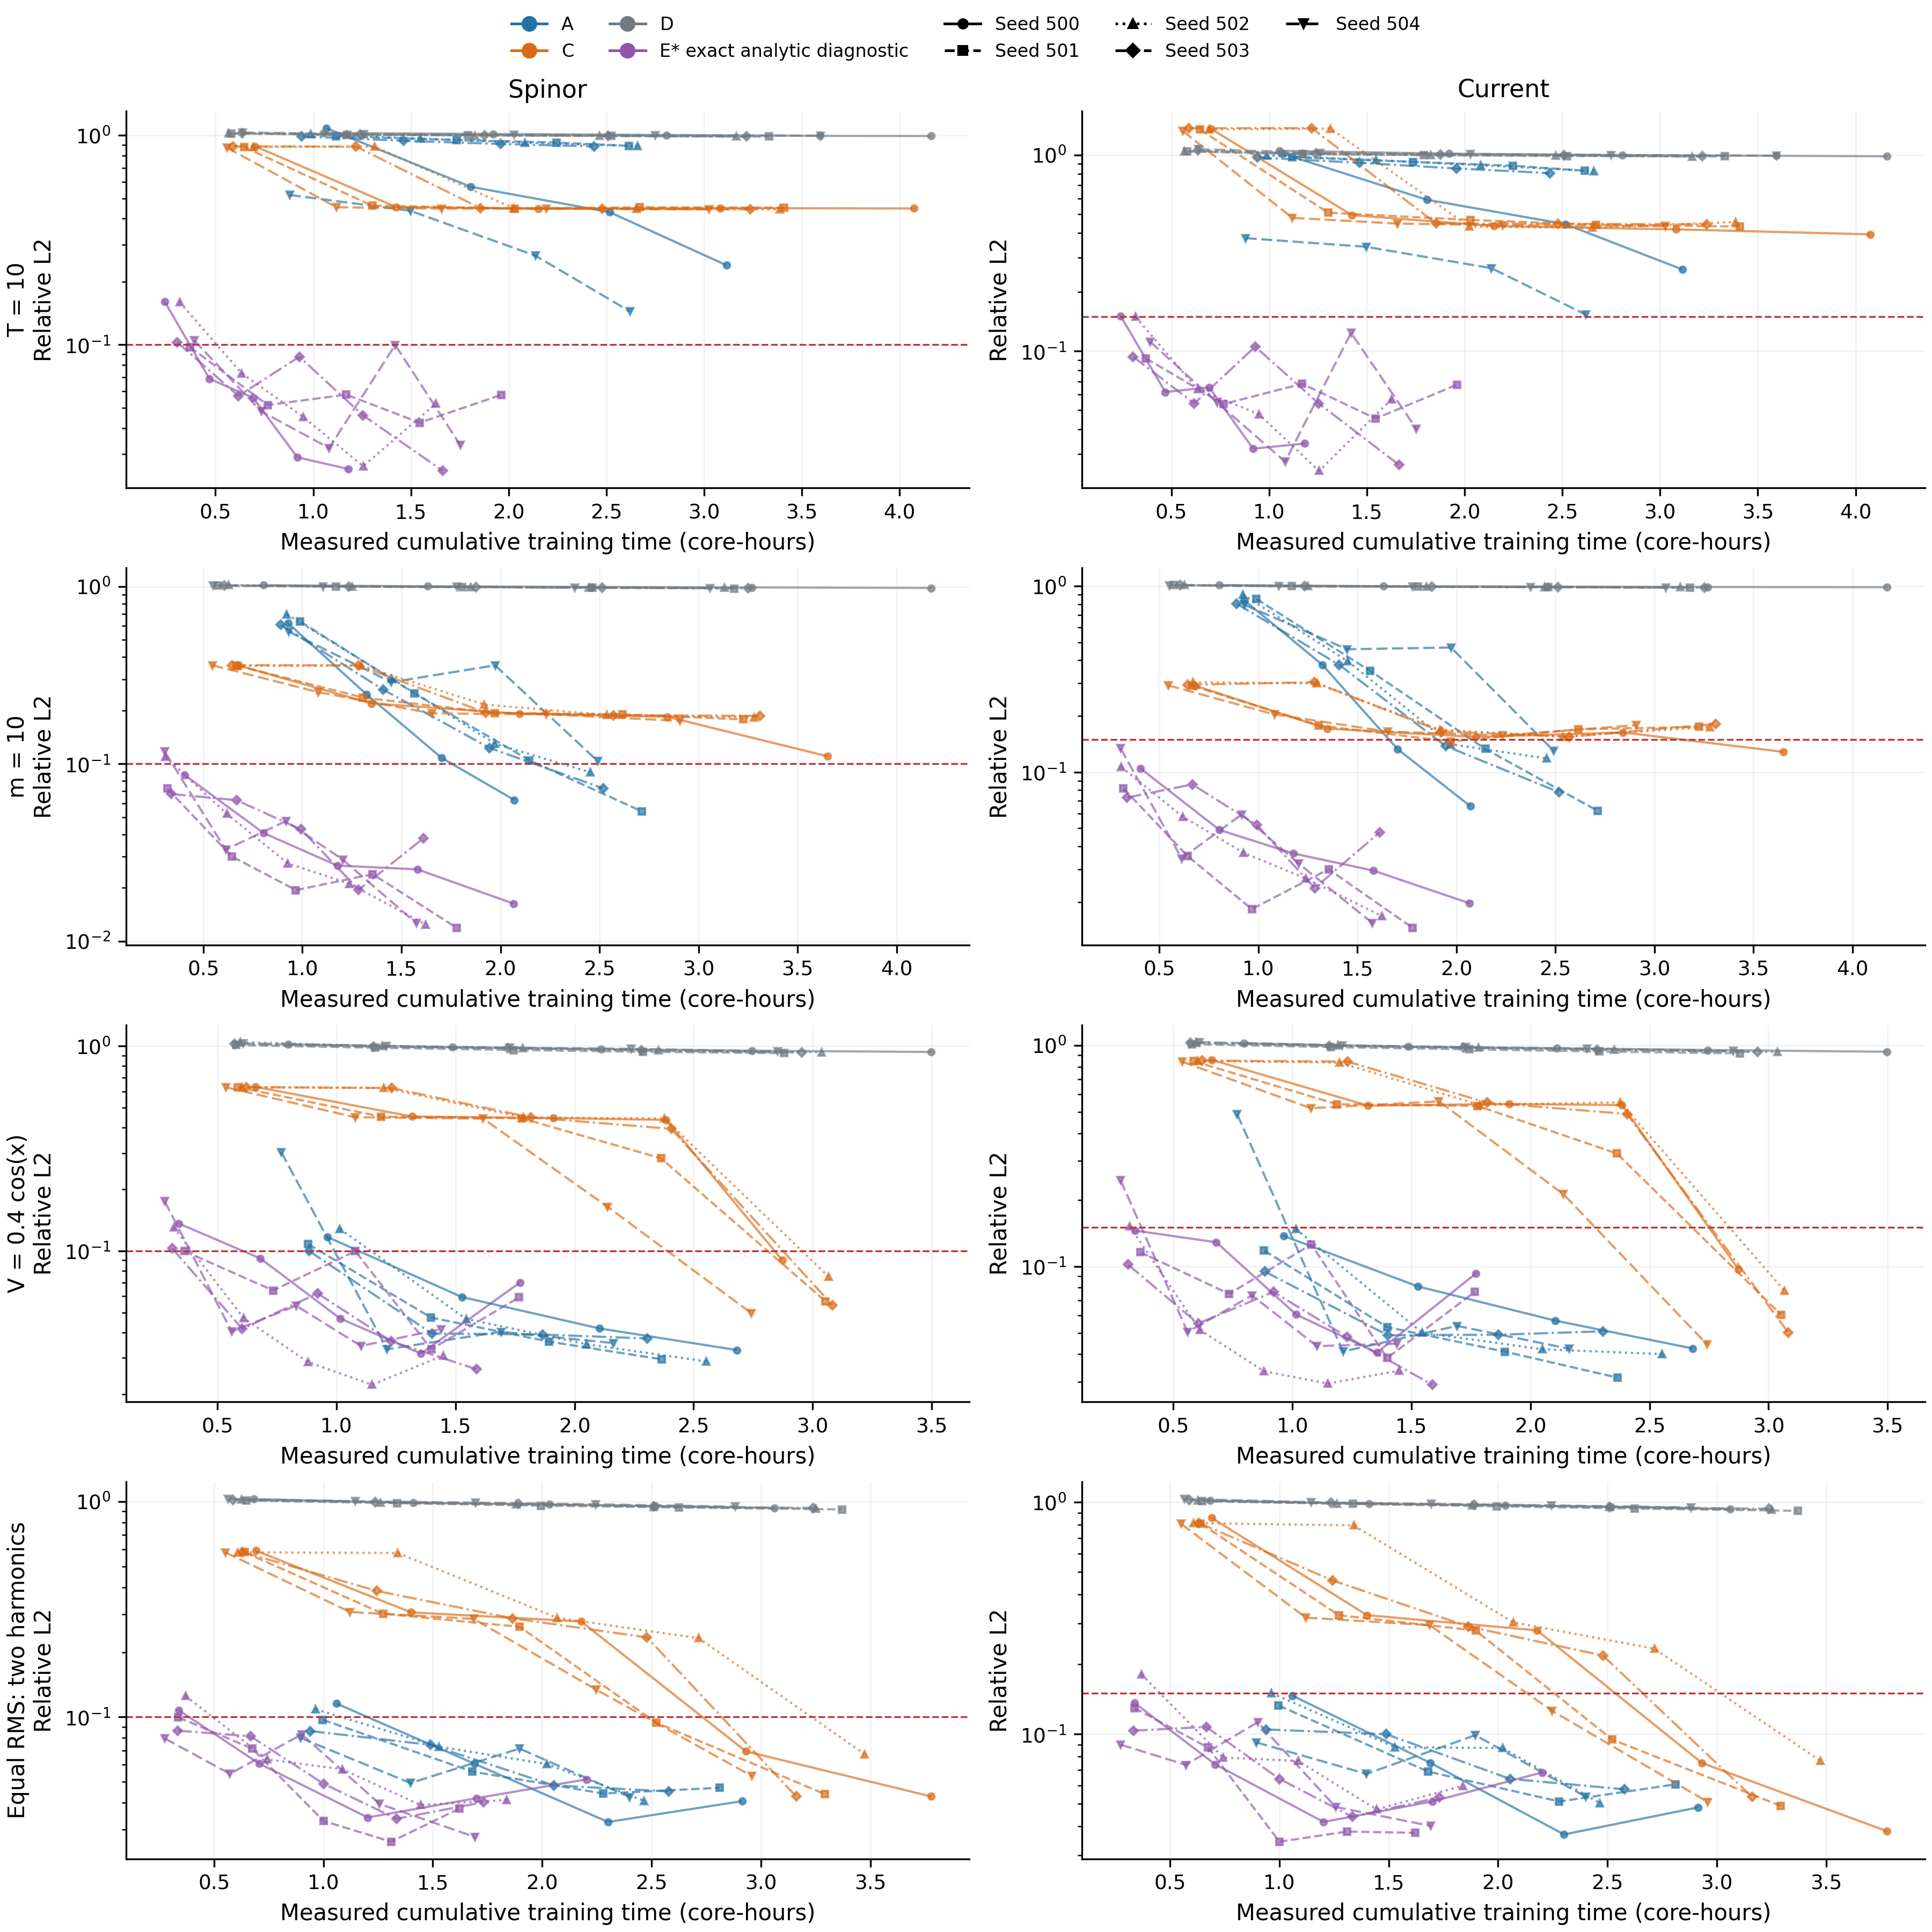 A
D
Seed 500
Seed 502
Seed 504
C
E* exact analytic diagnostic
Seed 501
Seed 503
Spinor
Current
T = 10
Relative L2
10⁰
10⁻¹
0.5 1.0 1.5 2.0 2.5 3.0 3.5 4.0
Measured cumulative training time (core-hours)
Relative L2
10⁰
10⁻¹
0.5 1.0 1.5 2.0 2.5 3.0 3.5 4.0
Measured cumulative training time (core-hours)
m = 10
Relative L2
10⁰
10⁻¹
10⁻²
0.5 1.0 1.5 2.0 2.5 3.0 3.5 4.0
Measured cumulative training time (core-hours)
Relative L2
10⁰
10⁻¹
0.5 1.0 1.5 2.0 2.5 3.0 3.5 4.0
Measured cumulative training time (core-hours)
V = 0.4 cos(x)
Relative L2
10⁰
10⁻¹
0.5 1.0 1.5 2.0 2.5 3.0 3.5
Measured cumulative training time (core-hours)
Relative L2
10⁰
10⁻¹
0.5 1.0 1.5 2.0 2.5 3.0 3.5
Measured cumulative training time (core-hours)
Equal RMS: two harmonics
Relative L2
10⁰
10⁻¹
0.5 1.0 1.5 2.0 2.5 3.0 3.5
Measured cumulative training time (core-hours)
Relative L2
10⁰
10⁻¹
0.5 1.0 1.5 2.0 2.5 3.0 3.5
Measured cumulative training time (core-hours)